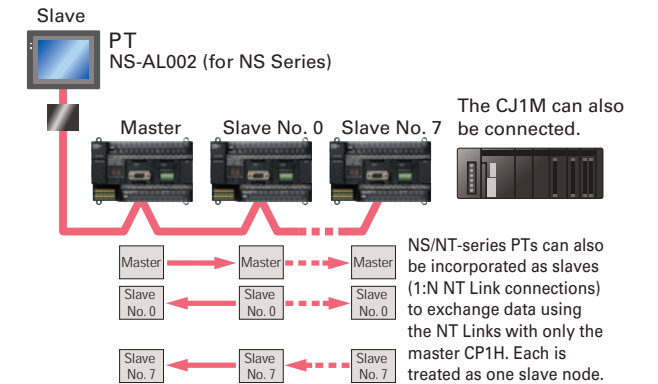 Slave
PT
NS-AL002 (for NS Series)
Master
Slave No. 0
Slave No. 7
The CJ1M can also
be connected.
Master
Master
Master
Slave
No. 0
Slave
No. 0
Slave
No. 0
Slave
No. 7
Slave
No. 7
Slave
No. 7
NS/NT-series PTs can also
be incorporated as slaves
(1:N NT Link connections)
to exchange data using
the NT Links with only the
master CP1H. Each is
treated as one slave node.